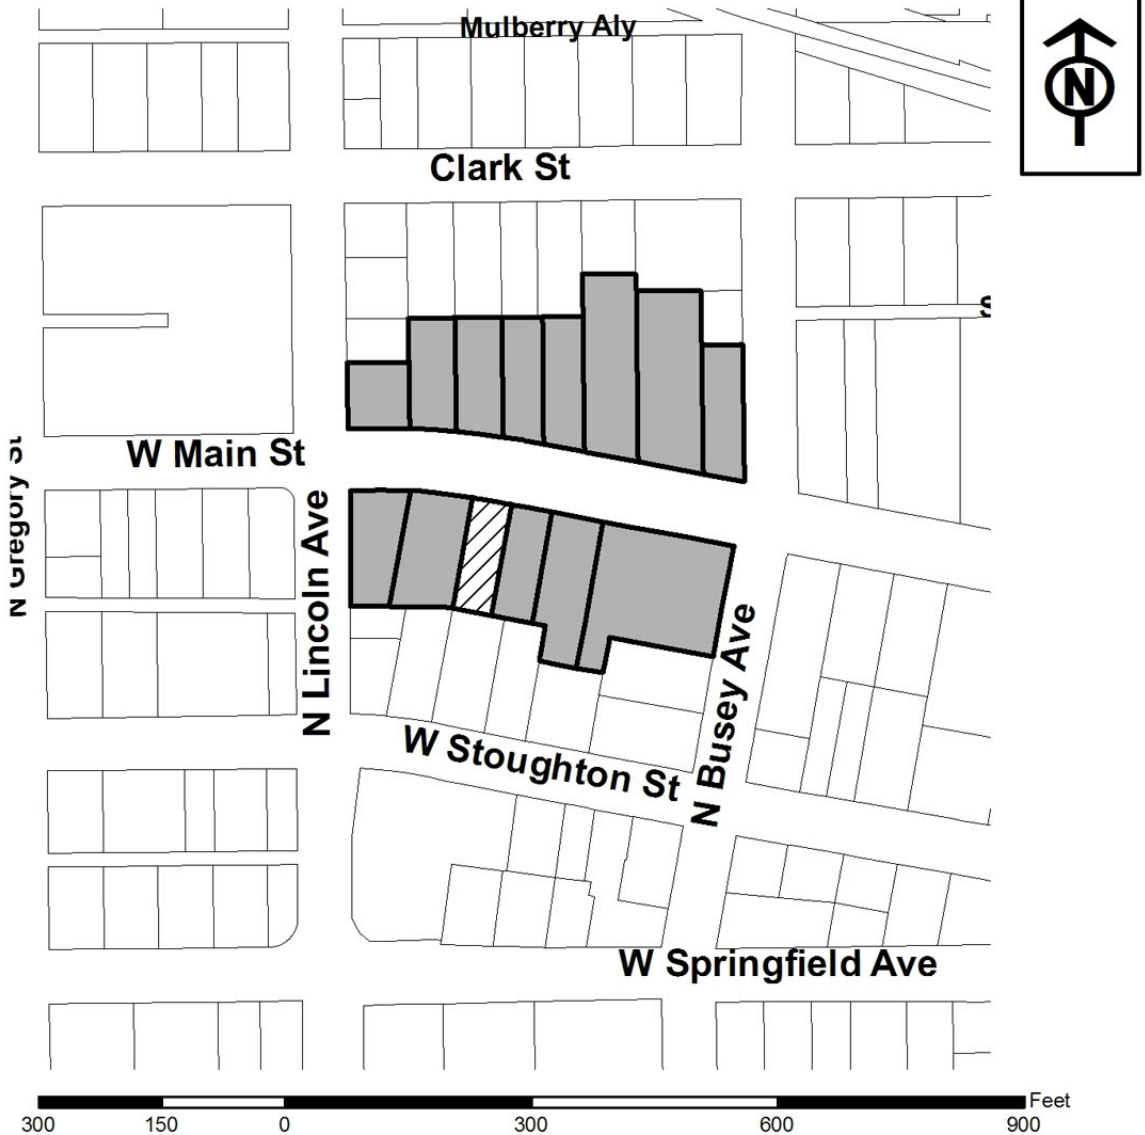 Mulberry Aly
N
Clark St
S
W Main St
N Gregory St
N Lincoln Ave
N Busey Ave
W Stoughton St
W Springfield Ave
Feet
300 150 0 300 600 900